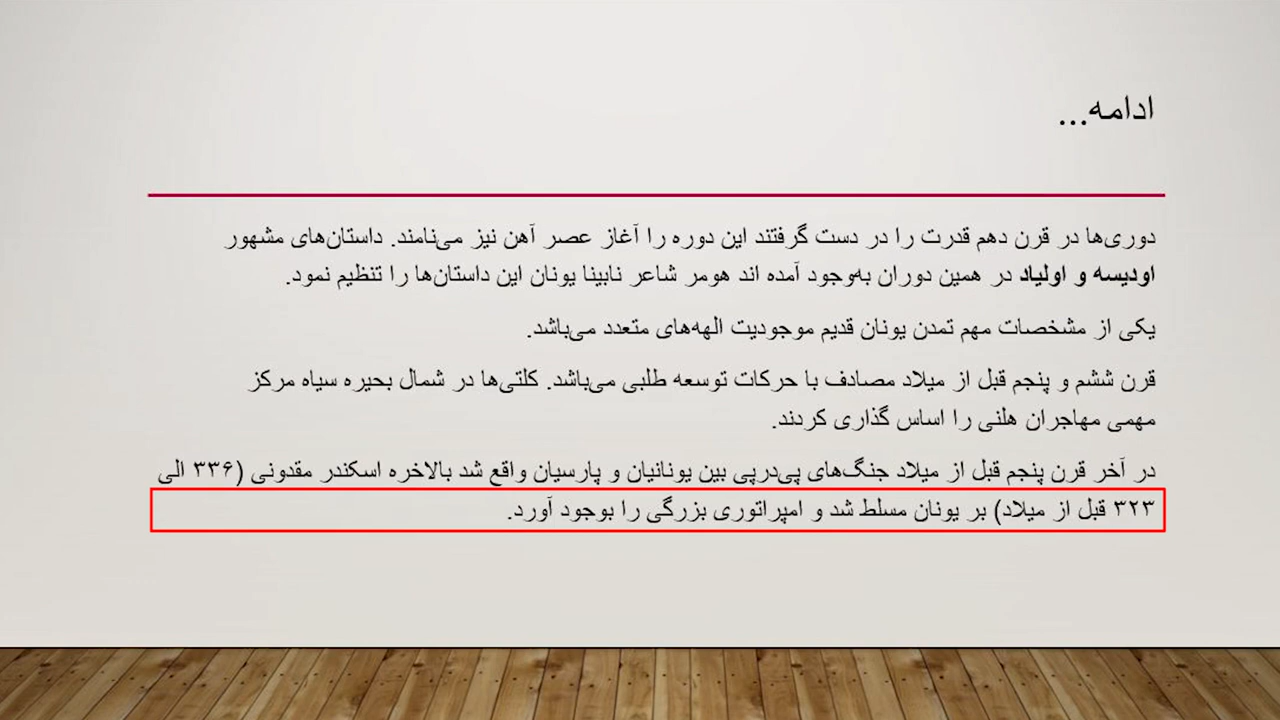 ادامه...
دوری‌ها در قرن دهم قدرت را در دست گرفتند این دوره را آغاز عصر آهن نیز می‌نامند. داستان‌های مشهور
اودیسه و اولیاد در همین دوران به‌وجود آمده اند هومر شاعر نابینا یونان این داستان‌ها را تنظیم نمود.
یکی از مشخصات مهم تمدن یونان قدیم موجودیت الهه‌های متعدد می‌باشد.
قرن ششم و پنجم قبل از میلاد مصادف با حرکات توسعه طلبی می‌باشد. کلتی‌ها در شمال بحیره سیاه مرکز
مهمی مهاجران هلنی را اساس گذاری کردند.
در آخر قرن پنجم قبل از میلاد جنگ‌های پی‌درپی بین یونانیان و پارسیان واقع شد بالاخره اسکندر مقدونی (۳۳۶ الی
۳۲۳ قبل از میلاد) بر یونان مسلط شد و امپراتوری بزرگی را بوجود آورد.